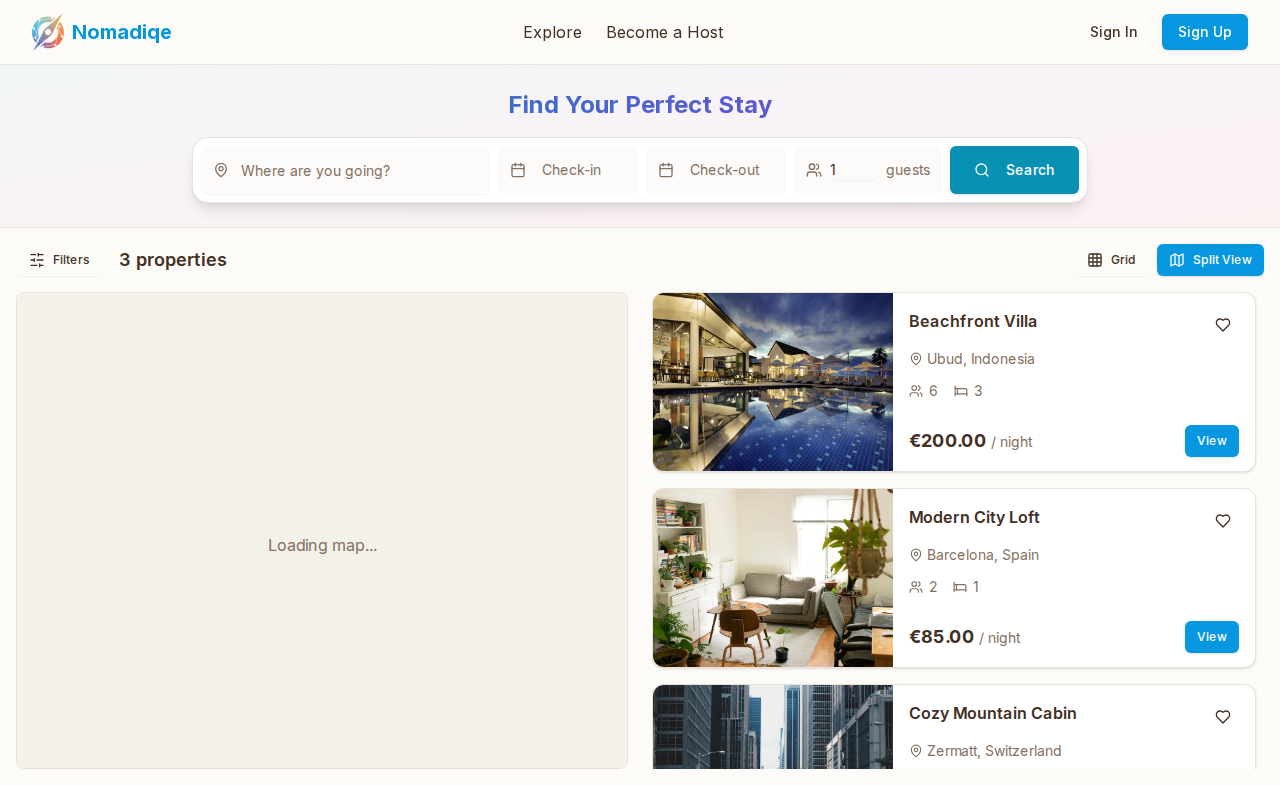 Nomadiqe
Explore
Become a Host
Sign In
Sign Up
Find Your Perfect Stay
Where are you going?
Check-in
Check-out
1
guests
Search
Filters
3 properties
Grid
Split View
Loading map...
Beachfront Villa
Ubud, Indonesia
6
3
€200.00 / night
View
Modern City Loft
Barcelona, Spain
2
1
€85.00 / night
View
Cozy Mountain Cabin
Zermatt, Switzerland